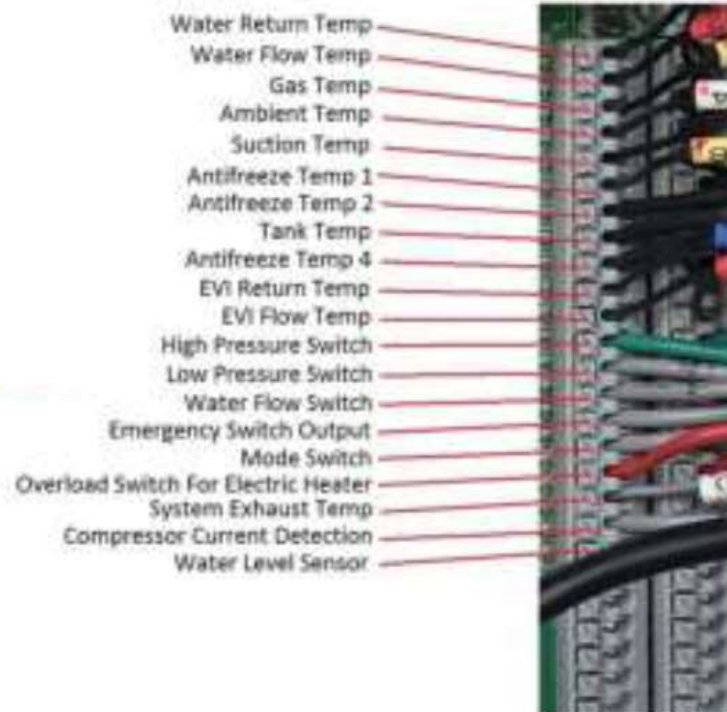 Water Return Temp
Water Flow Temp
Gas Temp
Ambient Temp
Suction Temp
Antifreeze Temp 1
Antifreeze Temp 2
Tank Temp
Antifreeze Temp 4
EVI Return Temp
EVI Flow Temp
High Pressure Switch
Low Pressure Switch
Water Flow Switch
Emergency Switch Output
Mode Switch
Overload Switch For Electric Heater
System Exhaust Temp
Compressor Current Detection
Water Level Sensor